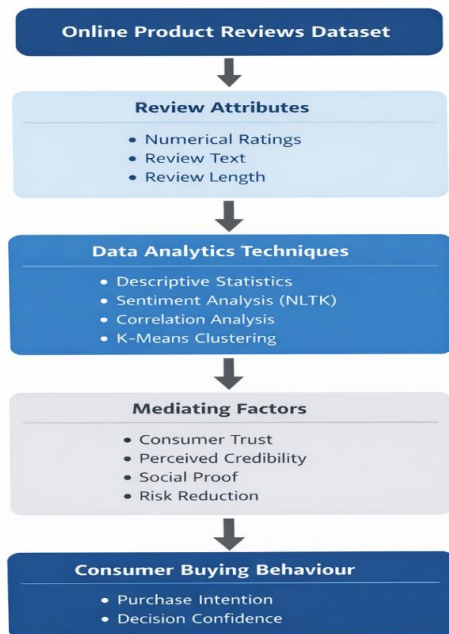 Online Product Reviews Dataset
Review Attributes
• Numerical Ratings
• Review Text
• Review Length
Data Analytics Techniques
• Descriptive Statistics
• Sentiment Analysis (NLTK)
• Correlation Analysis
• K-Means Clustering
Mediating Factors
• Consumer Trust
• Perceived Credibility
• Social Proof
• Risk Reduction
Consumer Buying Behaviour
• Purchase Intention
• Decision Confidence